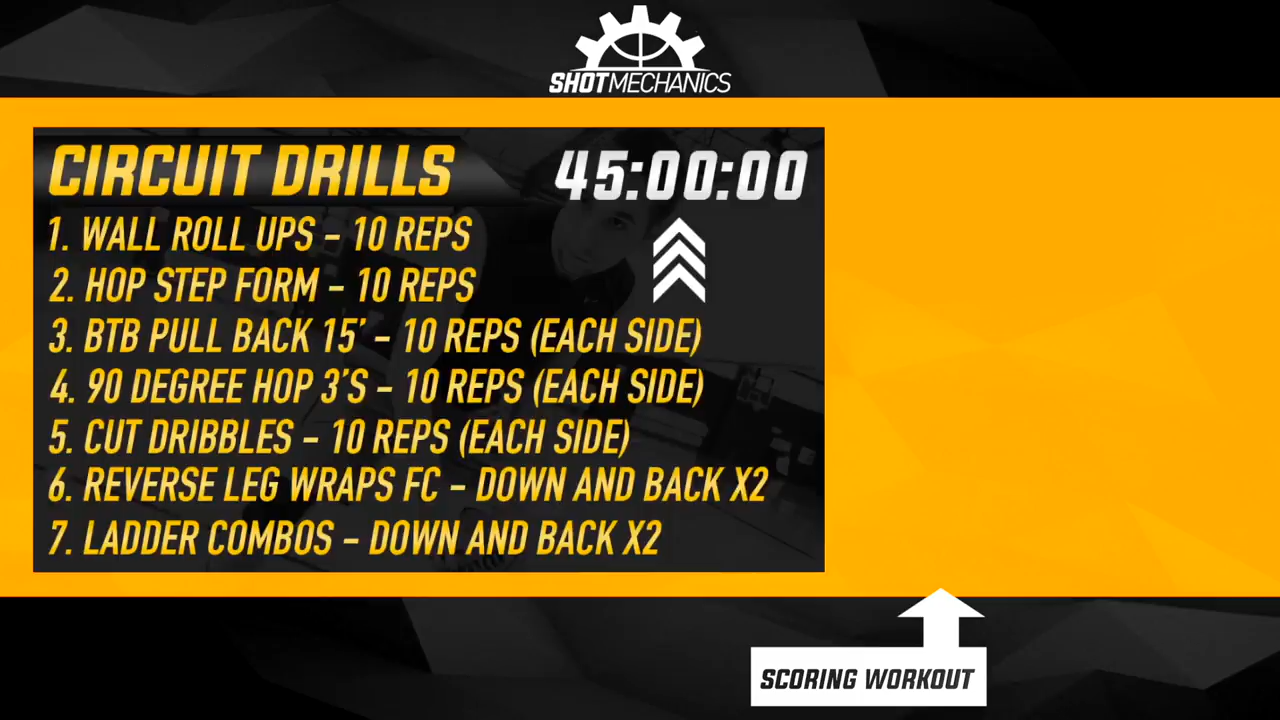 SHOTMECHANICS
CIRCUIT DRILLS
45:00:00
1. WALL ROLL UPS – 10 REPS
2. HOP STEP FORM – 10 REPS
3. BTB PULL BACK 15' – 10 REPS (EACH SIDE)
4. 90 DEGREE HOP 3'S – 10 REPS (EACH SIDE)
5. CUT DRIBBLES – 10 REPS (EACH SIDE)
6. REVERSE LEG WRAPS FC – DOWN AND BACK X2
7. LADDER COMBOS – DOWN AND BACK X2
SCORING WORKOUT